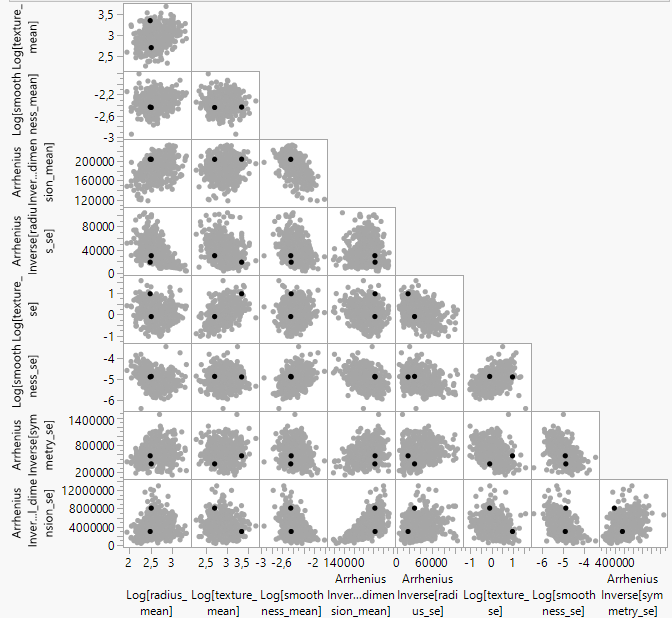 Log[texture_
mean]
3,5
3
2,5
Log[smooth
ness_mean]
-2,2
-2,6
-3
Arrhenius
Inver...dimen
sion_mean]
200000
160000
120000
Arrhenius
Inverse[radiu
s_se]
80000
40000
0
Log[texture_
se]
1
0
-1
Log[smooth
ness_se]
-4
-5
-6
Arrhenius
Inverse[sym
metry_se]
1400000
800000
200000
Arrhenius
Inver...l_dime
nsion_se]
12000000
8000000
4000000
0
2 2,5 3
2,5 3 3,5
-3 -2,6 -2
140000
0 60000
-1 0 1
-6 -5 -4
400000
Log[radius_
mean]
Log[texture_
mean]
Log[smooth
ness_mean]
Arrhenius
Inver...dimen
sion_mean]
Arrhenius
Inverse[radi
us_se]
Log[texture_
se]
Log[smooth
ness_se]
Arrhenius
Inverse[sym
metry_se]